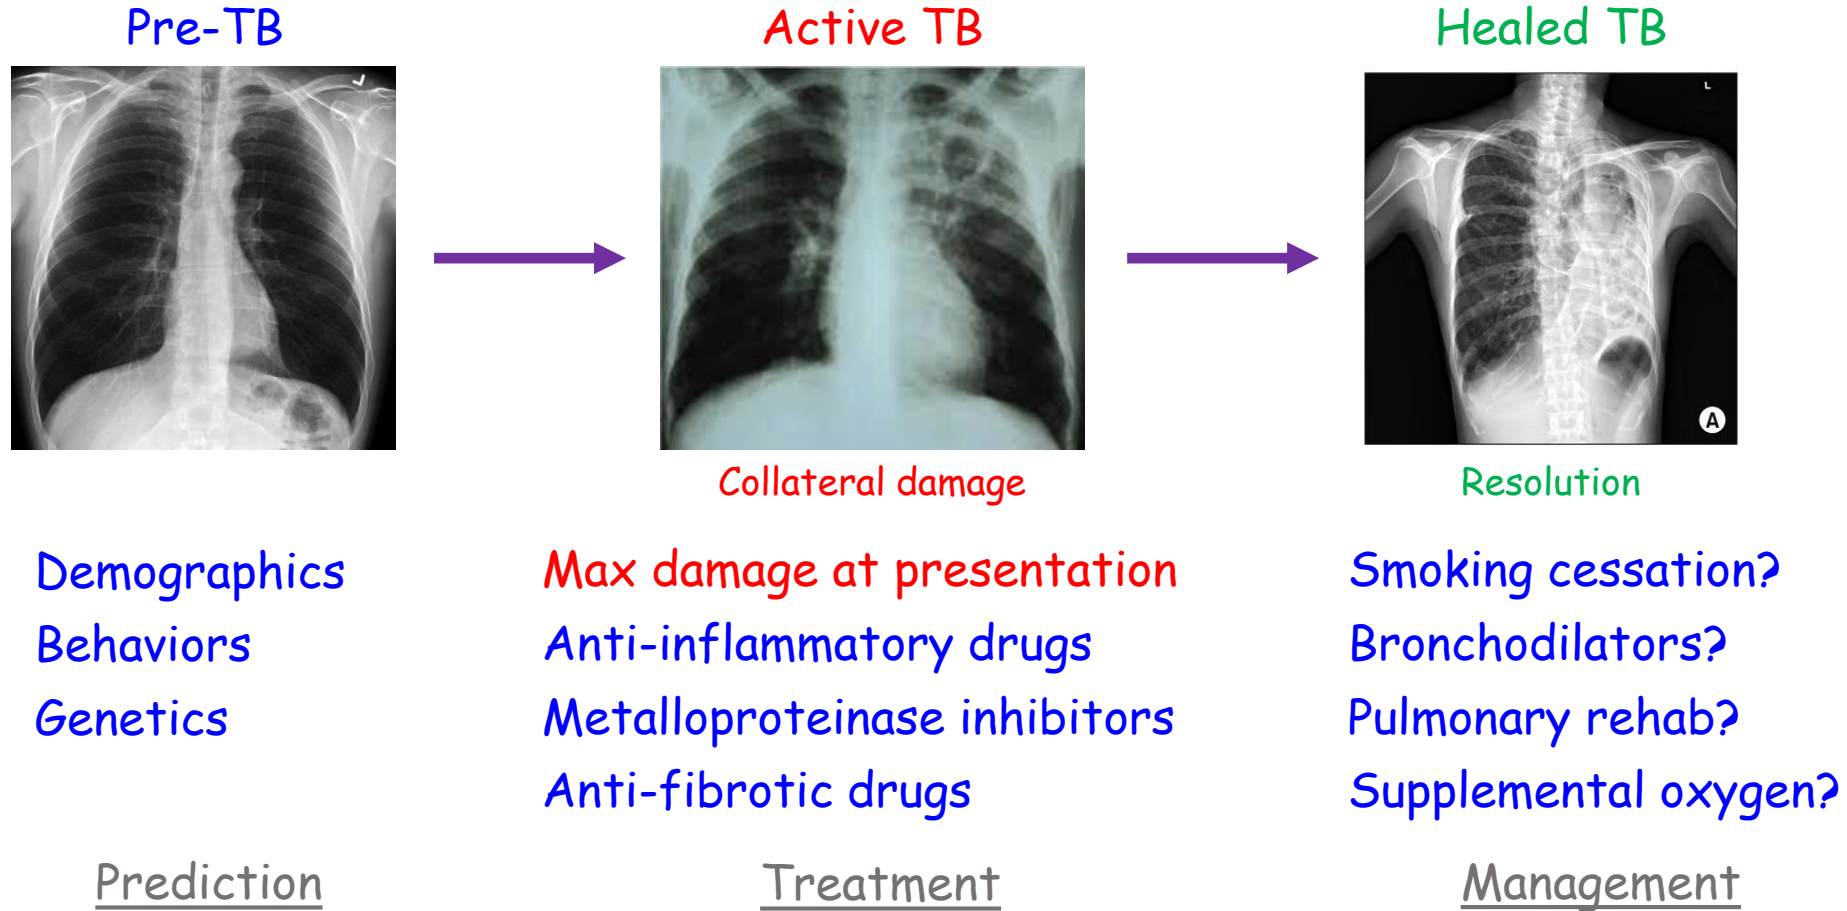 Pre-TB
Active TB
Healed TB
L
A
Collateral damage
Resolution
Demographics
Behaviors
Genetics
Max damage at presentation
Anti-inflammatory drugs
Metalloproteinase inhibitors
Anti-fibrotic drugs
Smoking cessation?
Bronchodilators?
Pulmonary rehab?
Supplemental oxygen?
Prediction
Treatment
Management